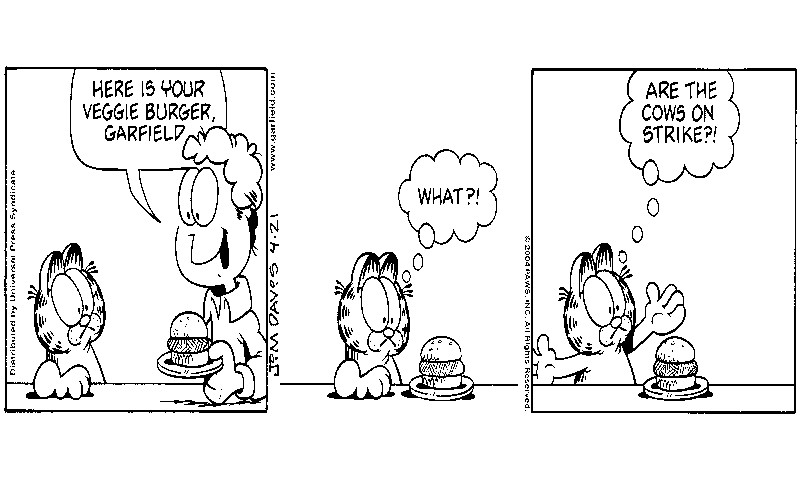 HERE IS YOUR
VEGGIE BURGER,
GARFIELD
www.garfield.com
Distributed by Universal Press Syndicate
JIM DAVIS 4.21
WHAT?!
ARE THE
COWS ON
STRIKE?!
© 2004 PAWS, INC. All Rights Reserved.